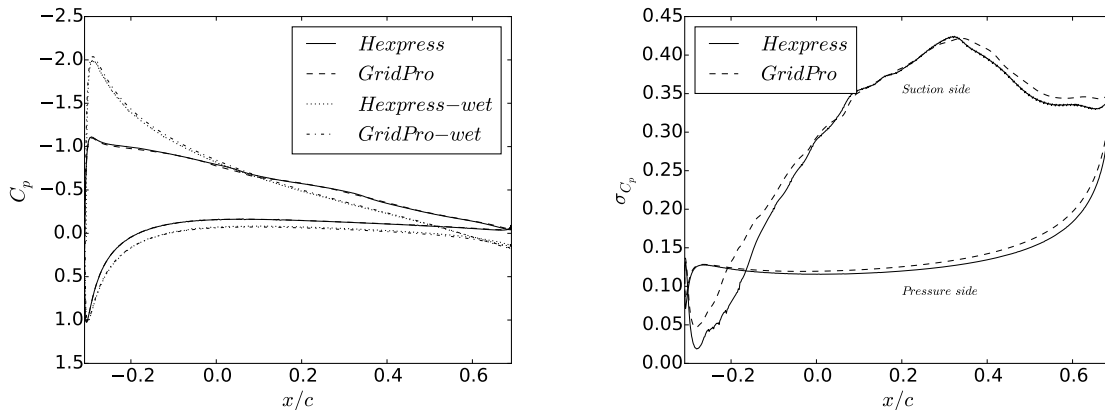 −2.5
−2.0
−1.5
−1.0
−0.5
0.0
0.5
1.0
1.5
C_p
−0.2 0.0 0.2 0.4 0.6
x/c
Hexpress
GridPro
Hexpress−wet
GridPro−wet
0.45
0.40
0.35
0.30
0.25
0.20
0.15
0.10
0.05
0.00
σ_{C_p}
−0.2 0.0 0.2 0.4 0.6
x/c
Hexpress
GridPro
Suction side
Pressure side